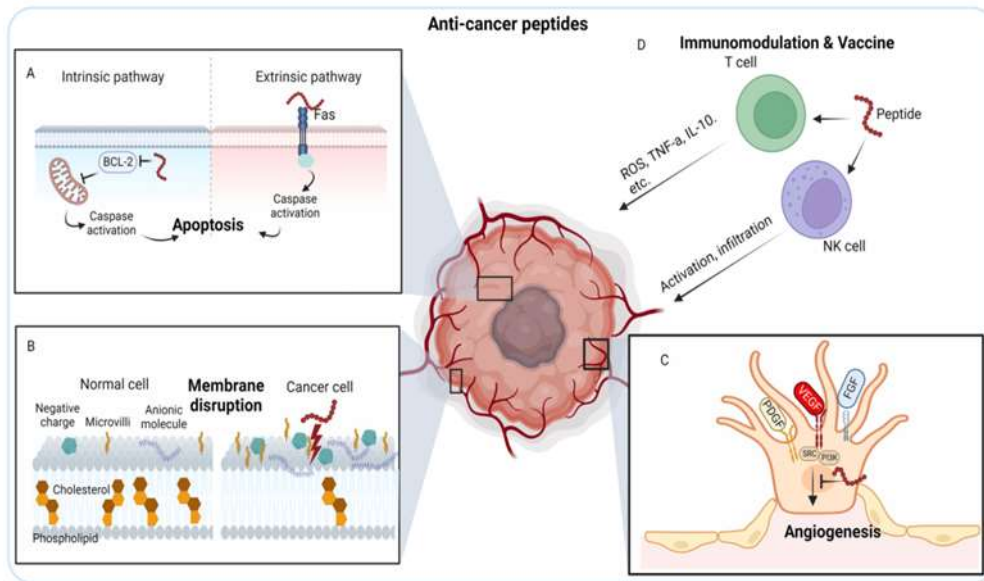 Anti-cancer peptides
A
Intrinsic pathway
Extrinsic pathway
Fas
BCL-2
Caspase
activation
Caspase
activation
Apoptosis
B
Normal cell
Membrane
disruption
Cancer cell
Negative
charge
Microvilli
Anionic
molecule
Cholesterol
Phospholipid
D
Immunomodulation & Vaccine
T cell
Peptide
ROS, TNF-a, IL-10.
etc.
NK cell
Activation, infiltration
C
PDGF
VEGF
FGF
SRC
PI3K
Angiogenesis